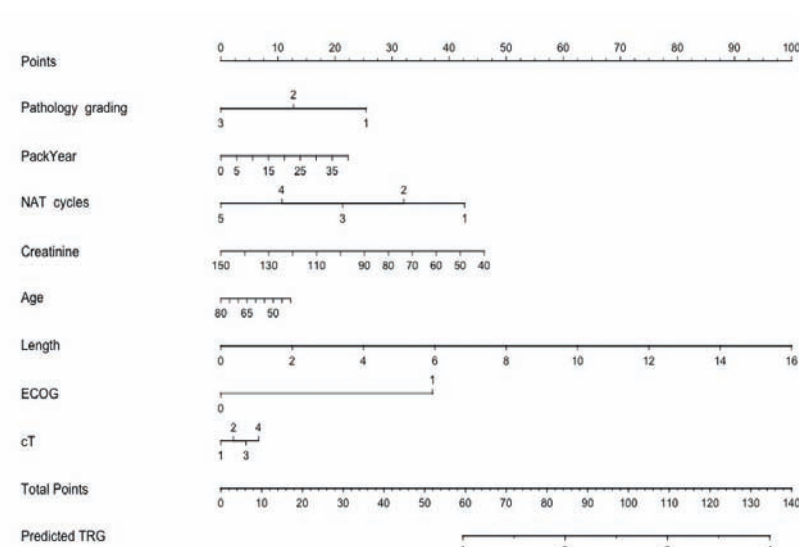 0 10 20 30 40 50 60 70 80 90 100
Points
2
Pathology grading
3 1
PackYear
0 5 15 25 35
4 2
NAT cycles
5 3 1
Creatinine
150 130 110 90 80 70 60 50 40
Age
80 65 50
Length
0 2 4 6 8 10 12 14 16
1
ECOG
0
2 4
cT
1 3
Total Points
0 10 20 30 40 50 60 70 80 90 100 110 120 130 140
Predicted TRG